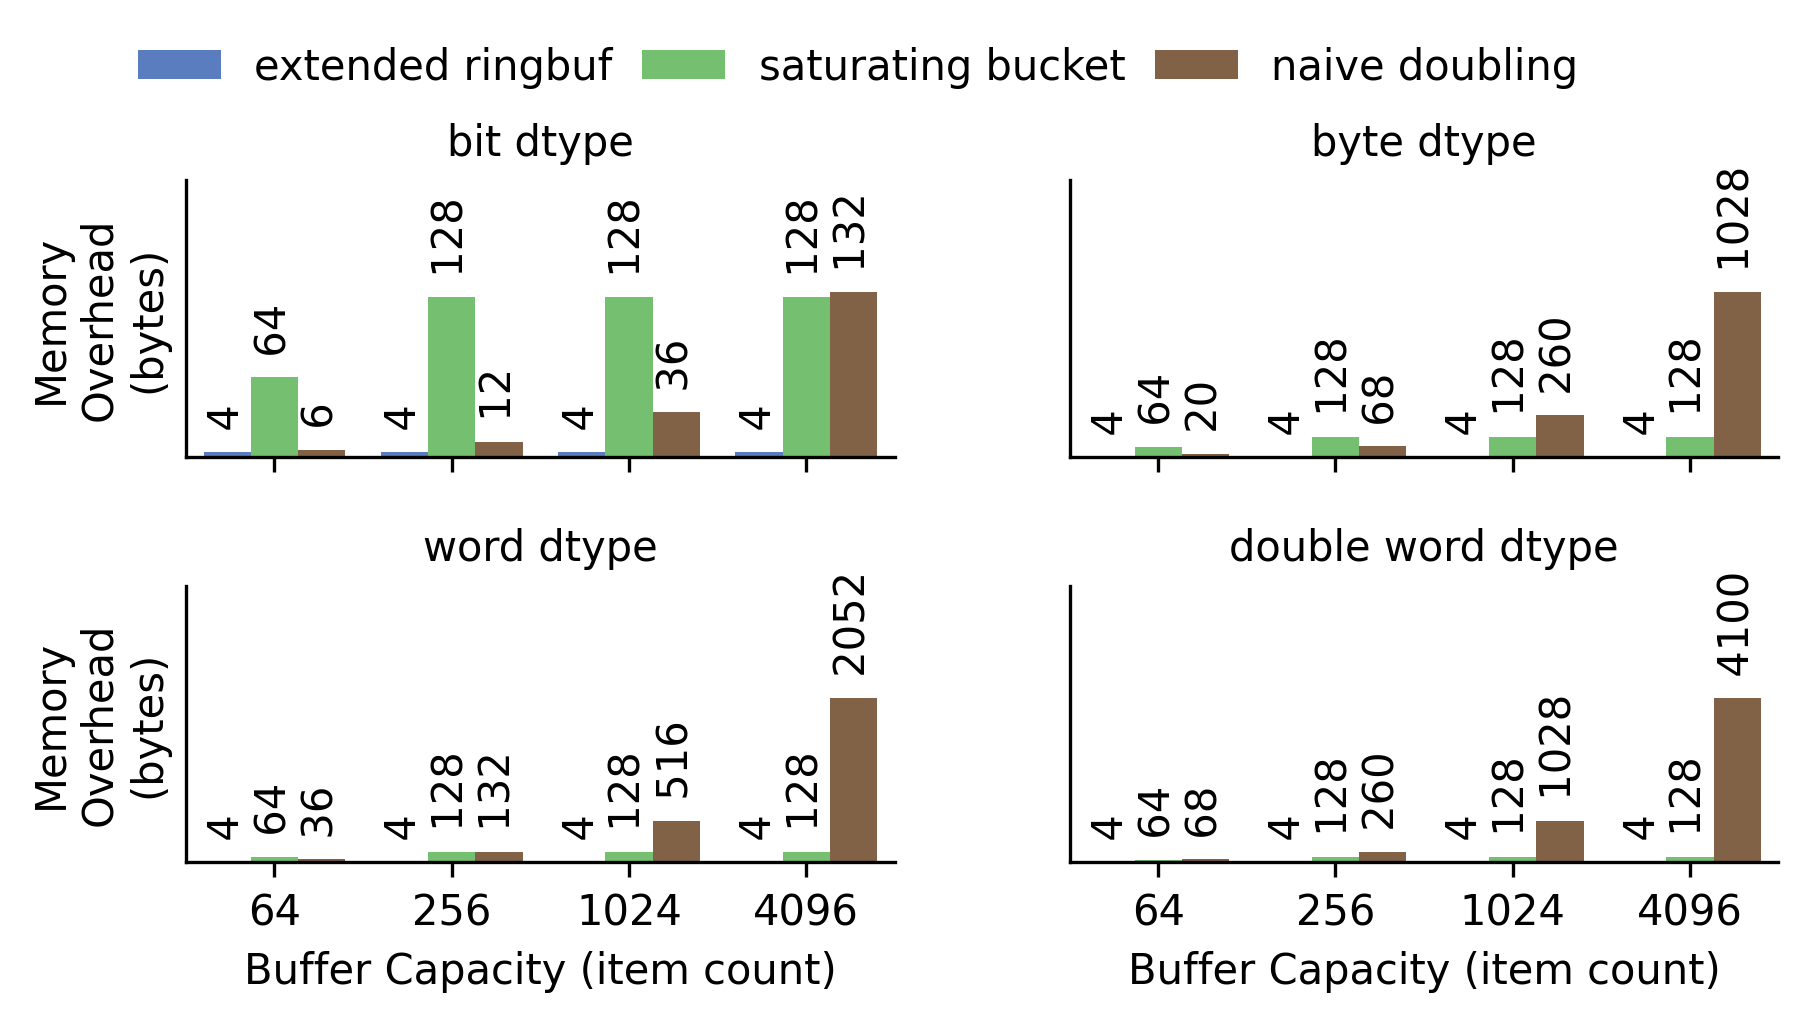 extended ringbuf saturating bucket naive doubling
bit dtype
Memory
Overhead
(bytes)
4 64 6 4 128 12 4 128 36 4 128 132
byte dtype
4 64 20 4 128 68 4 128 260 4 128 1028
word dtype
Memory
Overhead
(bytes)
4 64 36 4 128 132 4 128 516 4 128 2052
64 256 1024 4096
Buffer Capacity (item count)
double word dtype
4 64 68 4 128 260 4 128 1028 4 128 4100
64 256 1024 4096
Buffer Capacity (item count)